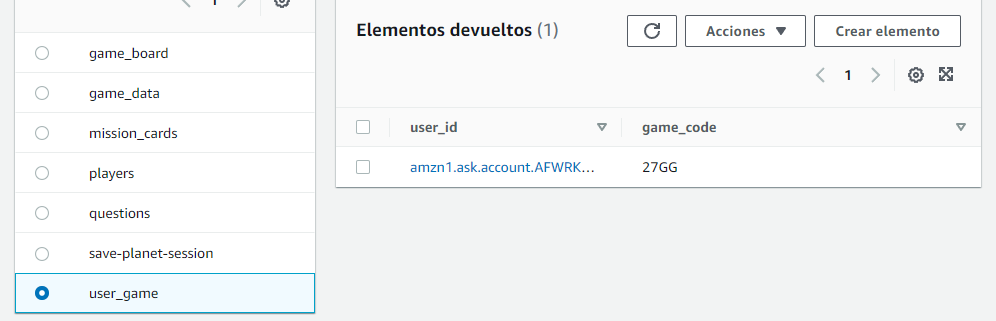 1
game_board
game_data
mission_cards
players
questions
save-planet-session
user_game
Elementos devueltos (1)
Acciones
Crear elemento
1
user_id
game_code
amzn1.ask.account.AFWRK...
27GG